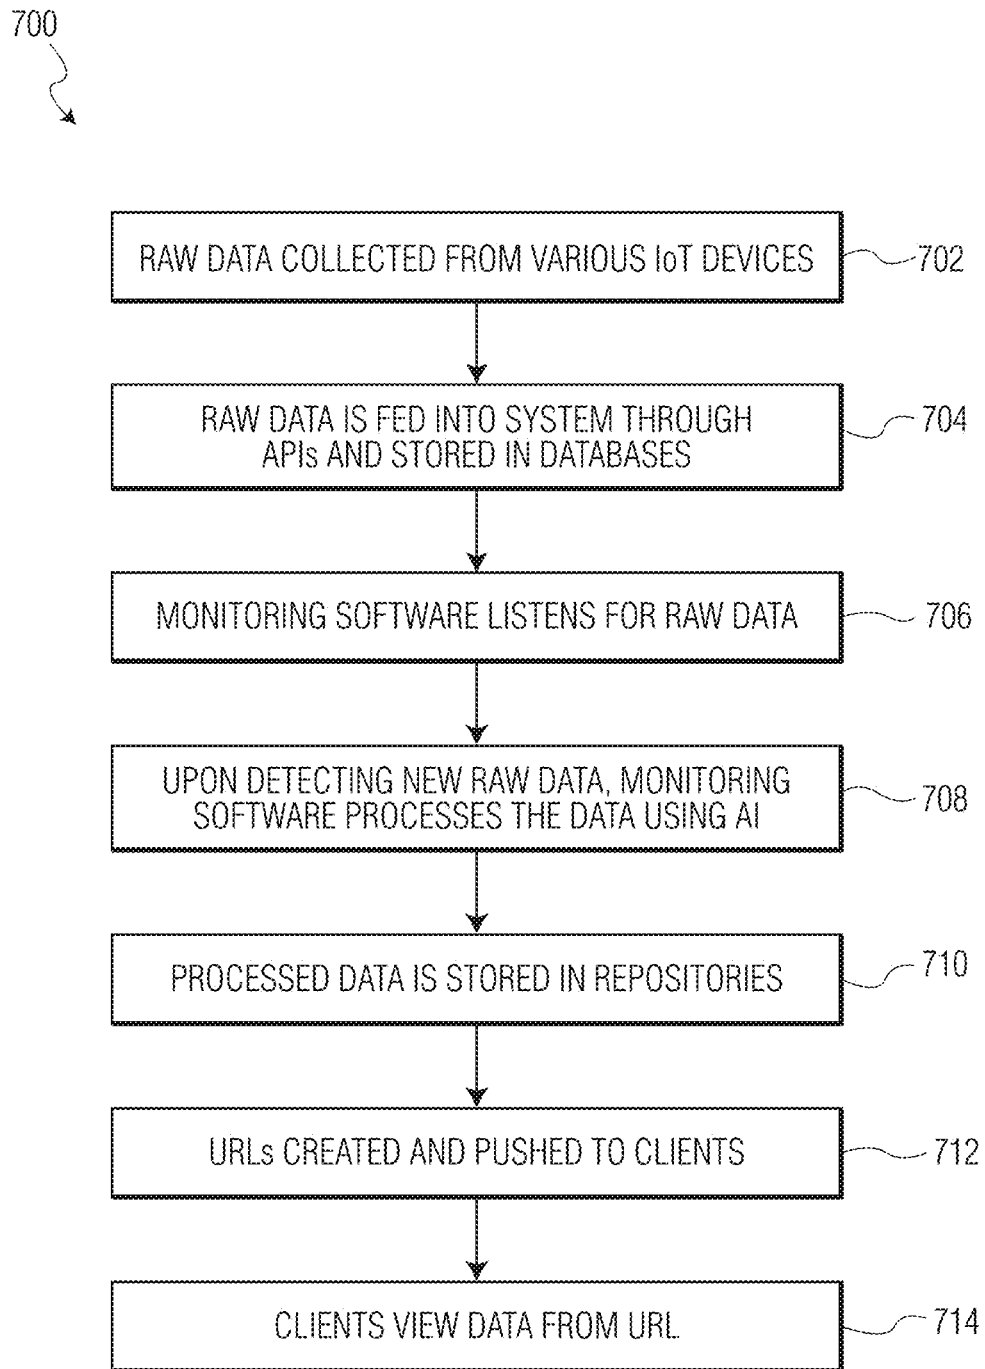 700
RAW DATA COLLECTED FROM VARIOUS IoT DEVICES
702
RAW DATA IS FED INTO SYSTEM THROUGH
APIs AND STORED IN DATABASES
704
MONITORING SOFTWARE LISTENS FOR RAW DATA
706
UPON DETECTING NEW RAW DATA, MONITORING
SOFTWARE PROCESSES THE DATA USING AI
708
PROCESSED DATA IS STORED IN REPOSITORIES
710
URLs CREATED AND PUSHED TO CLIENTS
712
CLIENTS VIEW DATA FROM URL
714